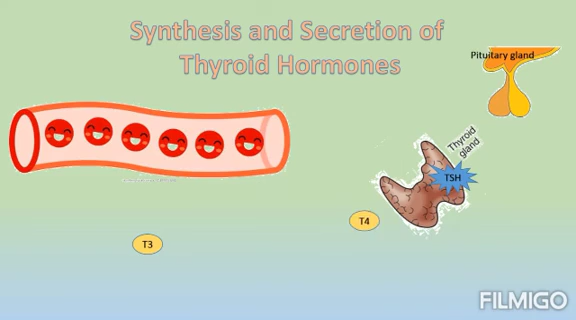 Synthesis and Secretion of
Thyroid Hormones
Pituitary gland
Thyroid
gland
TSH
T4
T3
FILMIGO